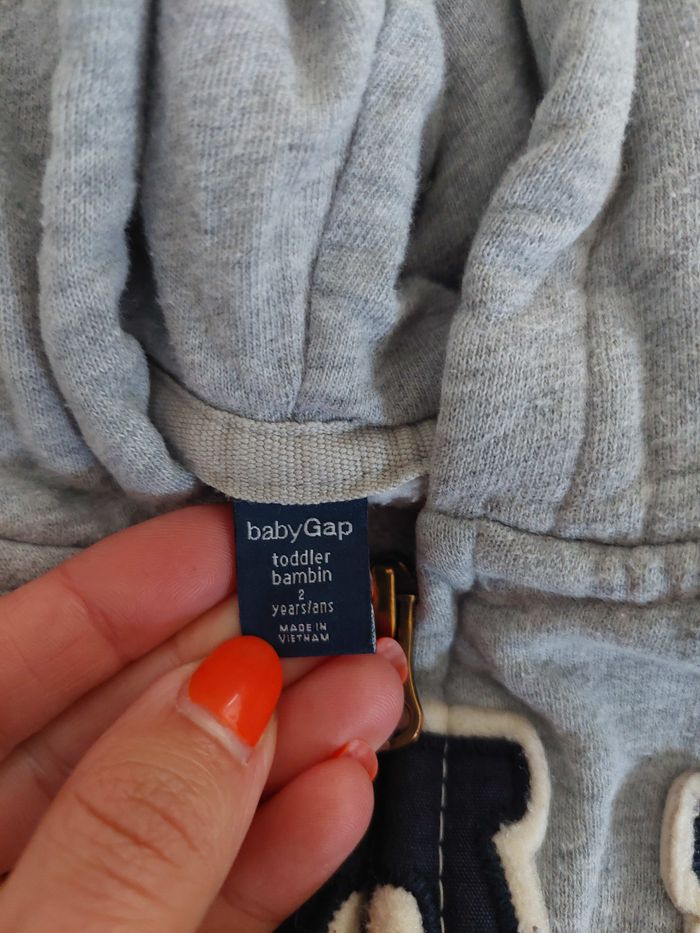 babyGap
toddler
bambin
2
years/ans
MADE IN
VIETNAM